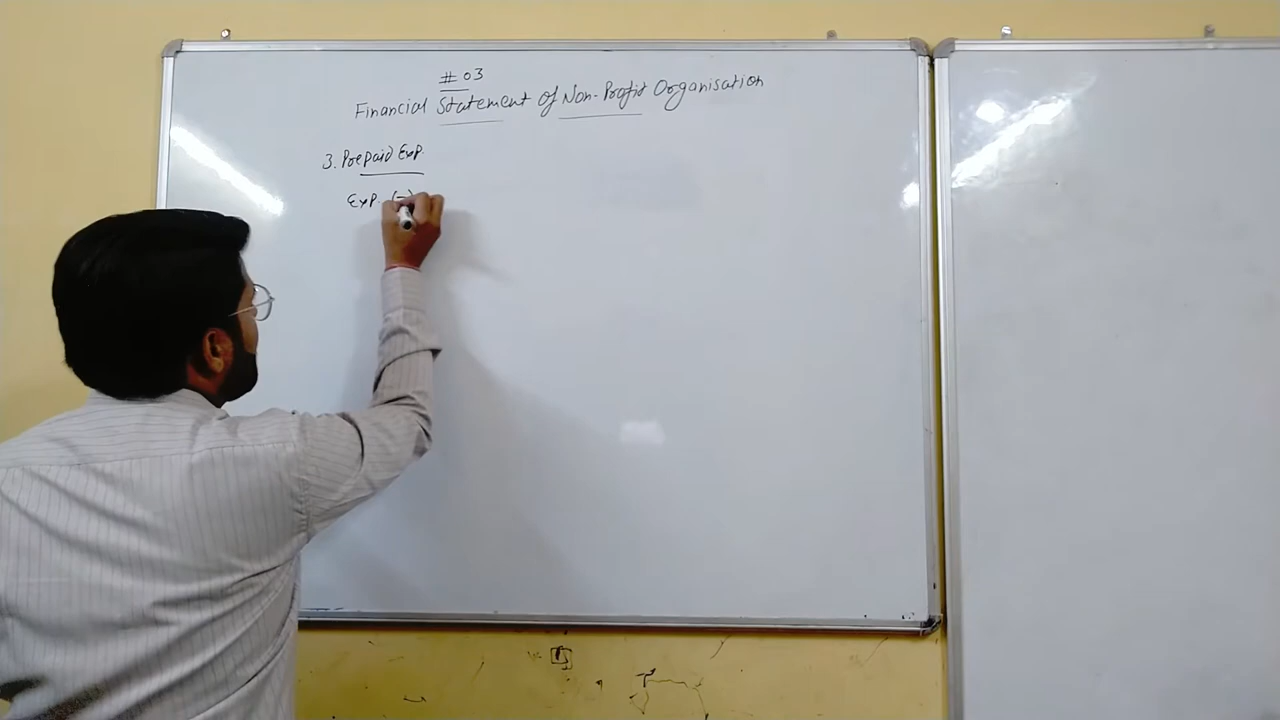 # 03
Financial Statement of Non-Profit Organisation
3. Prepaid Exp.
Exp. (-)